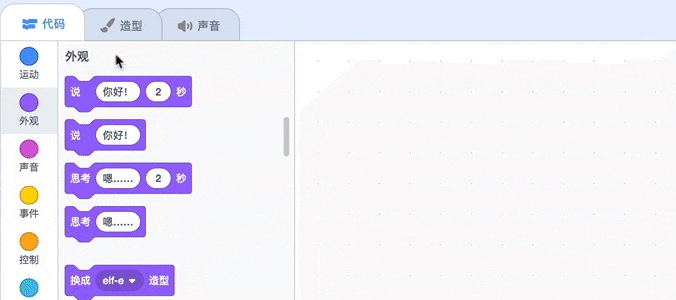 代码 造型 声音
运动
外观
声音
事件
控制
外观
说 你好！ 2 秒
说 你好！
思考 嗯…… 2 秒
思考 嗯……
换成 elf-e 造型